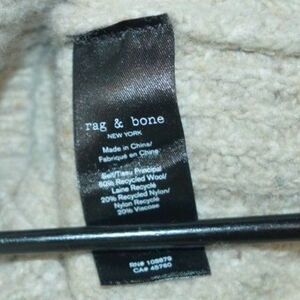 rag & bone
NEW YORK
Made in China/
Fabriqué en Chine
Self/Tissu Principal
60% Recycled Wool/
Laine Recyclé
20% Recycled Nylon/
Nylon Recyclé
20% Viscose
RN# 108879
CA# 45760